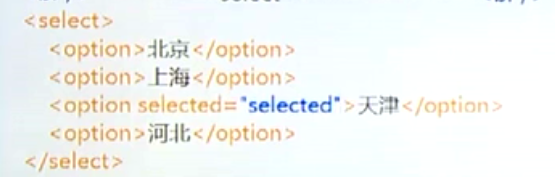 <select>
<option>北京</option>
<option>上海</option>
<option selected="selected">天津</option>
<option>河北</option>
</select>